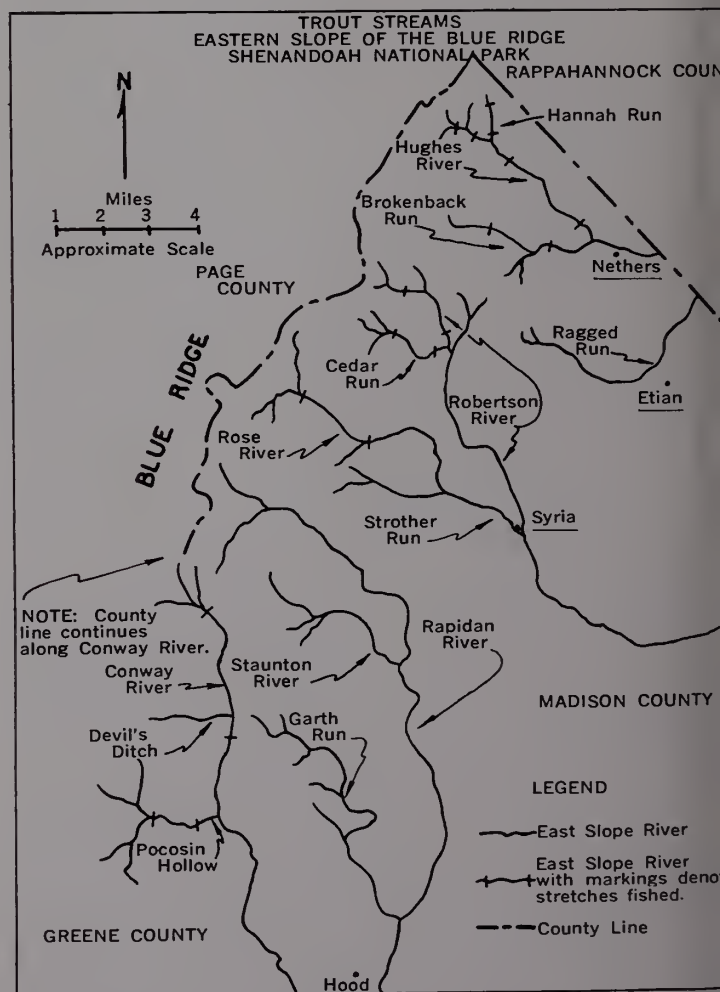 TROUT STREAMS
EASTERN SLOPE OF THE BLUE RIDGE
SHENANDOAH NATIONAL PARK
RAPPAHANNOCK COUN
N
Hannah Run
Hughes
River
Miles
1 2 3 4
Approximate Scale
Brokenback
Run
PAGE
COUNTY
Nethers
Cedar
Run
Ragged
Run
Etlan
Robertson
River
BLUE RIDGE
Rose
River
Strother
Run
Syria
NOTE: County
line continues
along Conway River.
Conway
River
Staunton
River
Rapidan
River
Devil's
Ditch
Garth
Run
MADISON COUNTY
Pocosin
Hollow
LEGEND
East Slope River
East Slope River
with markings deno
stretches fished.
County Line
GREENE COUNTY
Hood